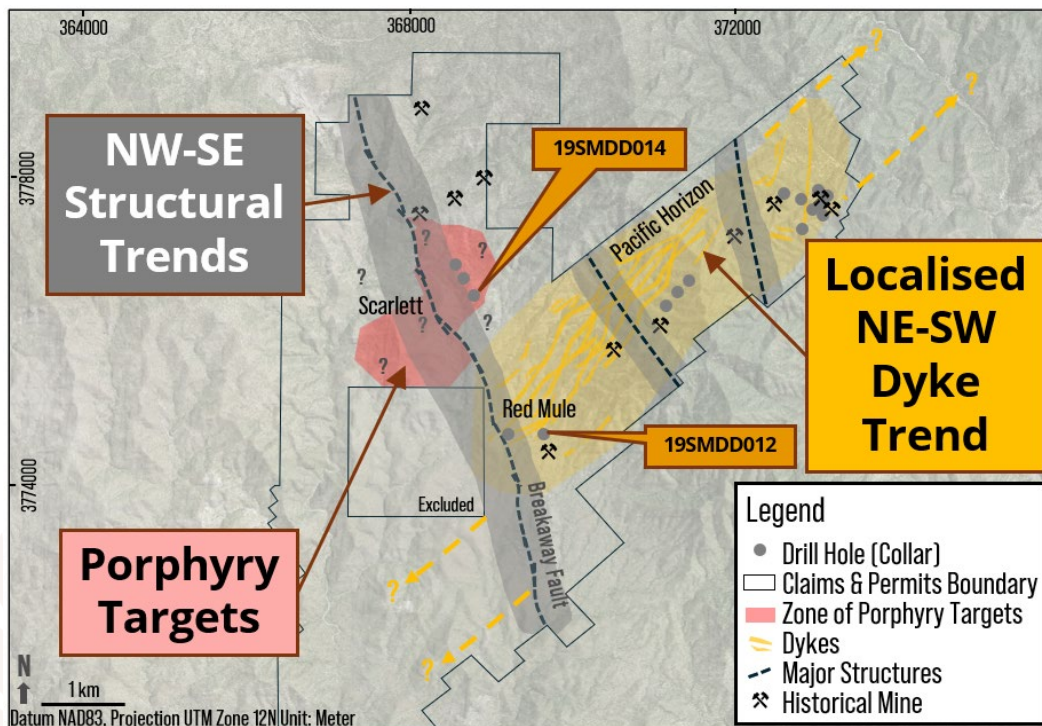 364000
368000
372000
3778000
3774000
NW-SE
Structural
Trends
19SMDD014
Pacific Horizon
Scarlett
Localised
NE-SW
Dyke
Trend
Red Mule
19SMDD012
Excluded
Breakaway Fault
Porphyry
Targets
?
?
?
?
?
?
?
?
?
?
Legend
Drill Hole (Collar)
Claims & Permits Boundary
Zone of Porphyry Targets
Dykes
Major Structures
Historical Mine
N
1 km
Datum NAD83, Projection UTM Zone 12N Unit: Meter